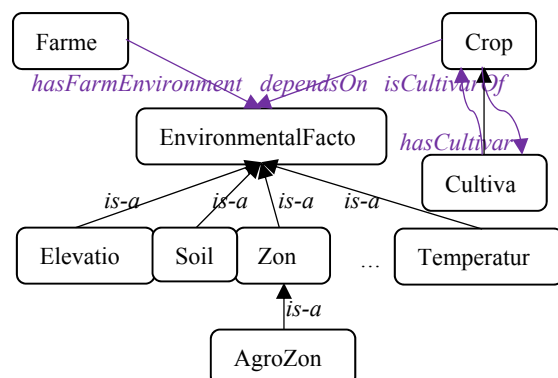 Farme Crop
hasFarmEnvironment dependsOn isCultivarOf
EnvironmentalFacto
hasCultivar
Cultiva
is-a is-a is-a is-a
Elevatio Soil Zon … Temperatur
is-a
AgroZon